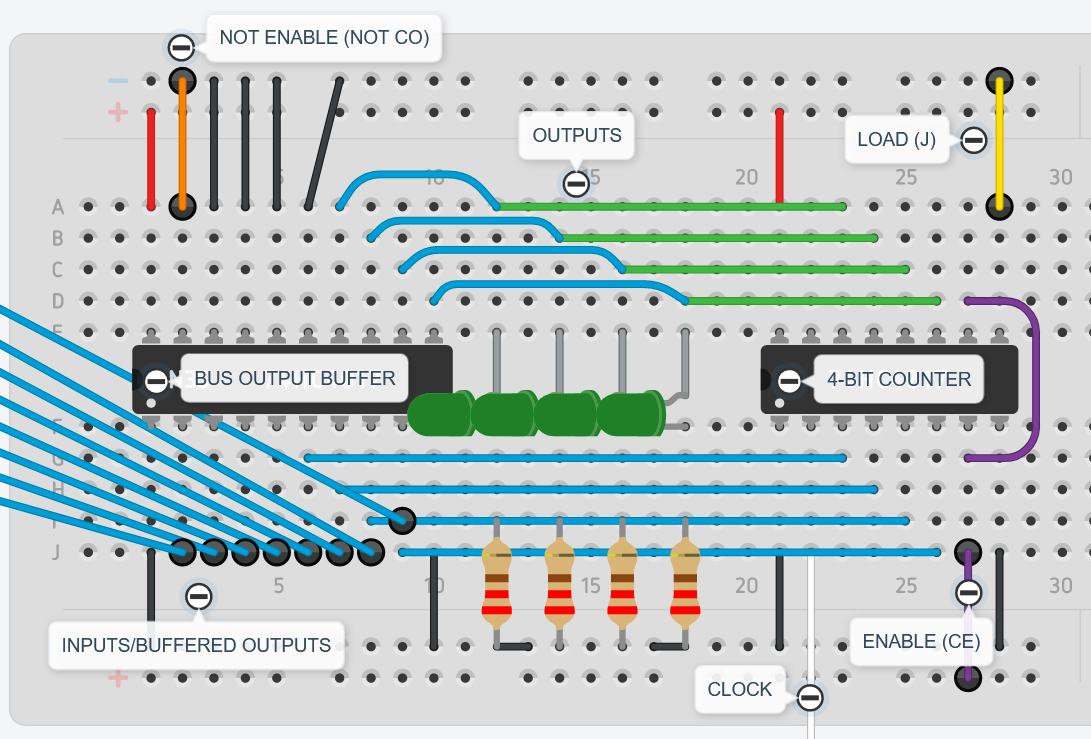 NOT ENABLE (NOT CO)
−
+
OUTPUTS
LOAD (J)
5 10 15 20 25 30
A
B
C
D
E
BUS OUTPUT BUFFER
4-BIT COUNTER
F
G
H
I
J
5 10 15 20 25 30
INPUTS/BUFFERED OUTPUTS
ENABLE (CE)
+
CLOCK